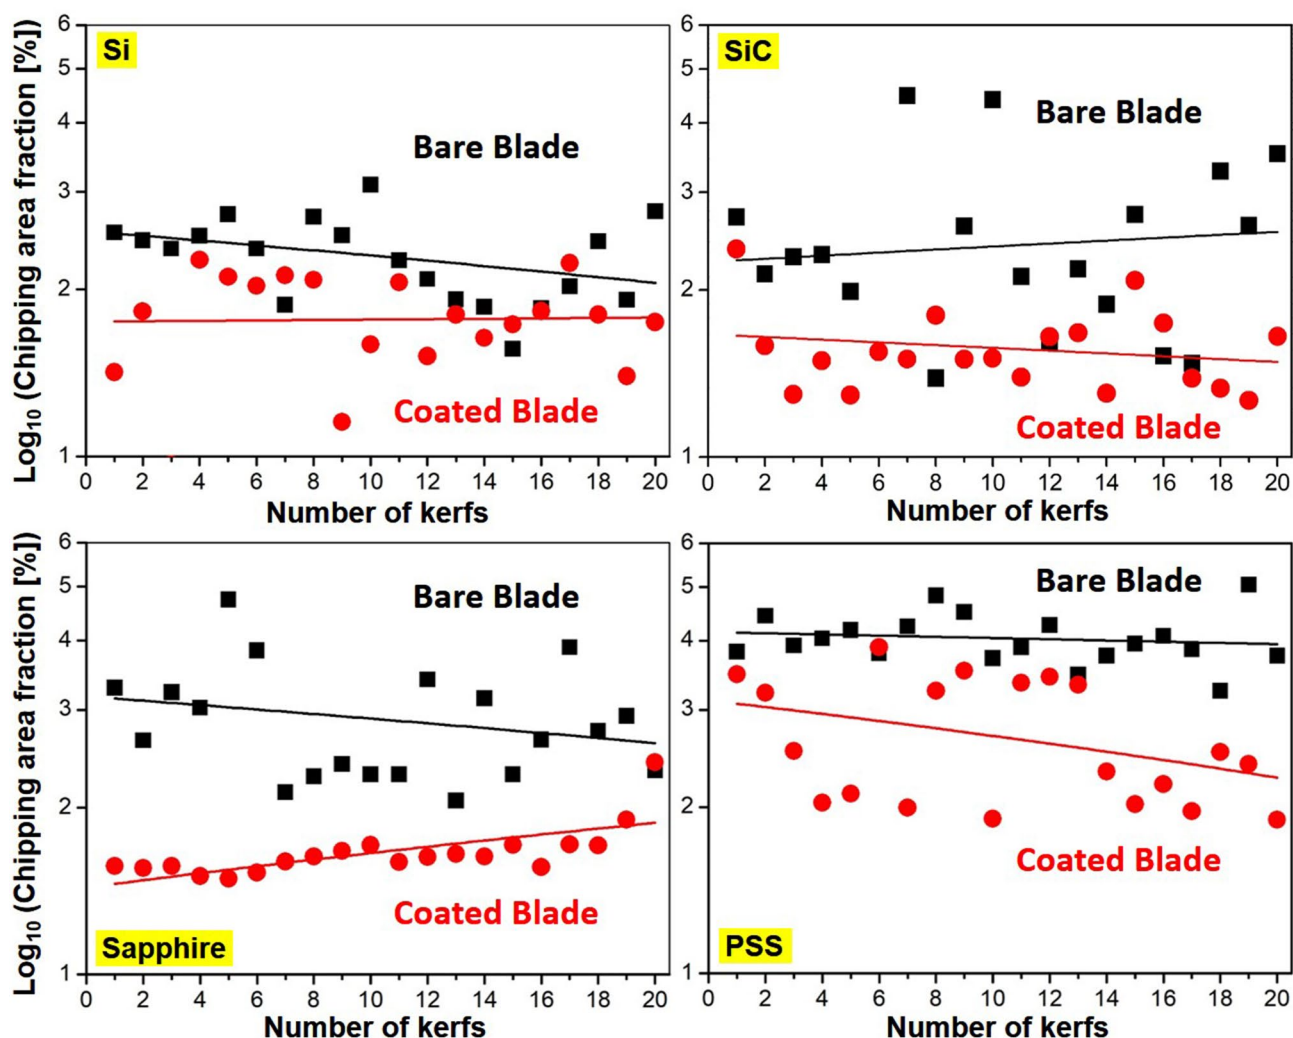 Log₁₀ (Chipping area fraction [%])
6
5
4
3
2
1
Si
Bare Blade
Coated Blade
0 2 4 6 8 10 12 14 16 18 20
Number of kerfs
6
5
4
3
2
1
SiC
Bare Blade
Coated Blade
0 2 4 6 8 10 12 14 16 18 20
Number of kerfs
Log₁₀ (Chipping area fraction [%])
6
5
4
3
2
1
Bare Blade
Coated Blade
Sapphire
0 2 4 6 8 10 12 14 16 18 20
Number of kerfs
6
5
4
3
2
1
Bare Blade
Coated Blade
PSS
0 2 4 6 8 10 12 14 16 18 20
Number of kerfs